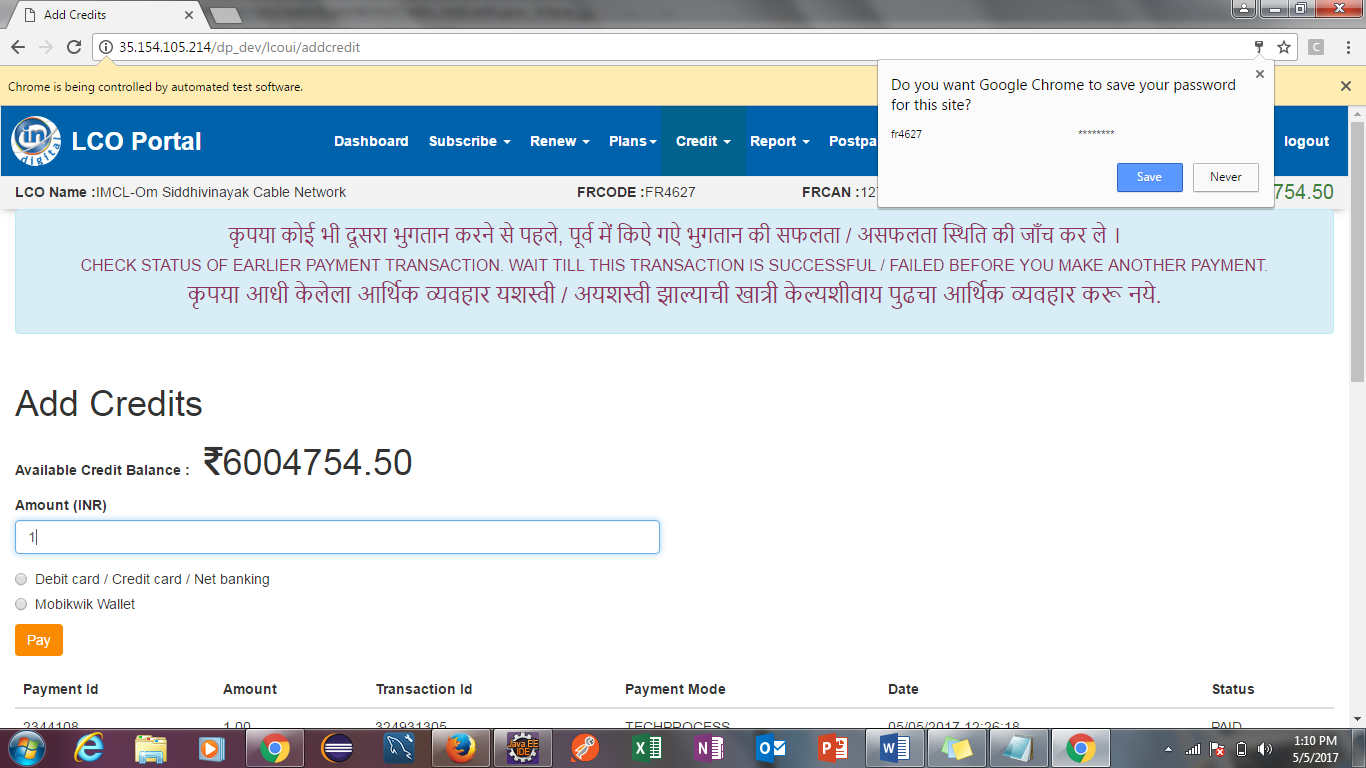 Add Credits
35.154.105.214/dp_dev/lcoui/addcredit
C
Chrome is being controlled by automated test software.
Do you want Google Chrome to save your password
for this site?
fr4627 ********
Save Never
in digital LCO Portal Dashboard Subscribe Renew Plans Credit Report Postpa logout
LCO Name :IMCL-Om Siddhivinayak Cable Network FRCODE :FR4627 FRCAN :127 754.50
कृपया कोई भी दूसरा भुगतान करने से पहले, पूर्व में किऐ गऐ भुगतान की सफलता / असफलता स्थिति की जाँच कर ले ।
CHECK STATUS OF EARLIER PAYMENT TRANSACTION. WAIT TILL THIS TRANSACTION IS SUCCESSFUL / FAILED BEFORE YOU MAKE ANOTHER PAYMENT.
कृपया आधी केलेला आर्थिक व्यवहार यशस्वी / अयशस्वी झाल्याची खात्री केल्यशीवाय पुढचा आर्थिक व्यवहार करू नये.
Add Credits
Available Credit Balance : ₹6004754.50
Amount (INR)
1
Debit card / Credit card / Net banking
Mobikwik Wallet
Pay
Payment Id Amount Transaction Id Payment Mode Date Status
2344108 1.00 324931305 TECHPROCESS 05/05/2017 12:26:18 PAID
Java EE
IDE
1:10 PM
5/5/2017